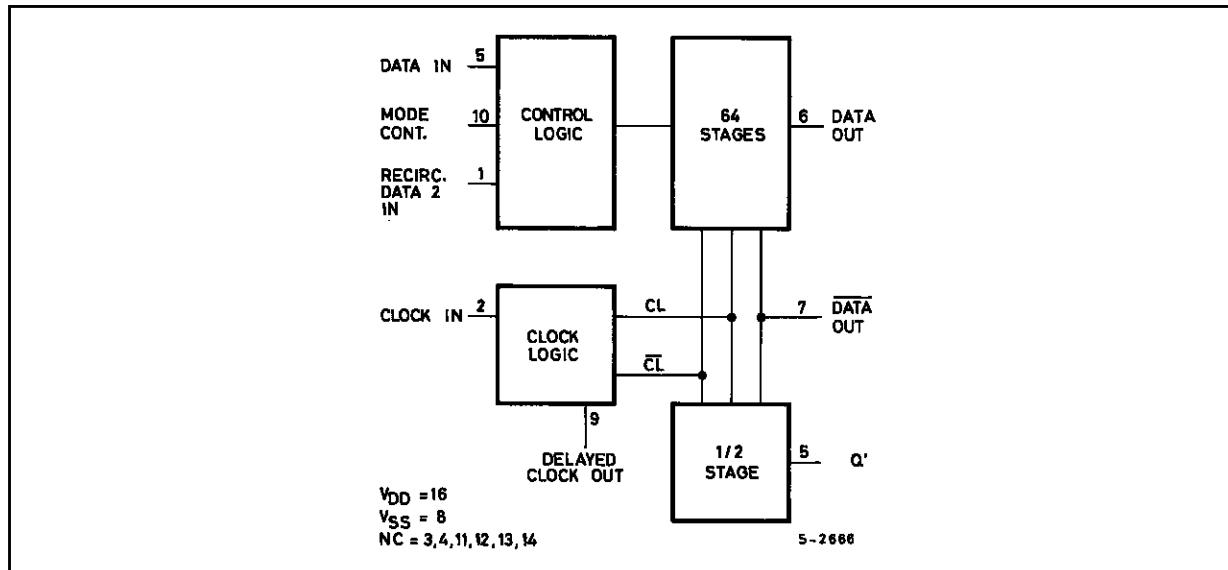 DATA IN 5
MODE CONT. 10
RECIRC. DATA 2 IN 1
CONTROL LOGIC
64 STAGES
6 DATA OUT
CLOCK IN 2
CLOCK LOGIC
CL
C̅L̅
7 D̅A̅T̅A̅ OUT
9
DELAYED CLOCK OUT
1/2 STAGE
5 Q'
VDD = 16
VSS = 8
NC = 3,4,11,12,13,14
5-2666